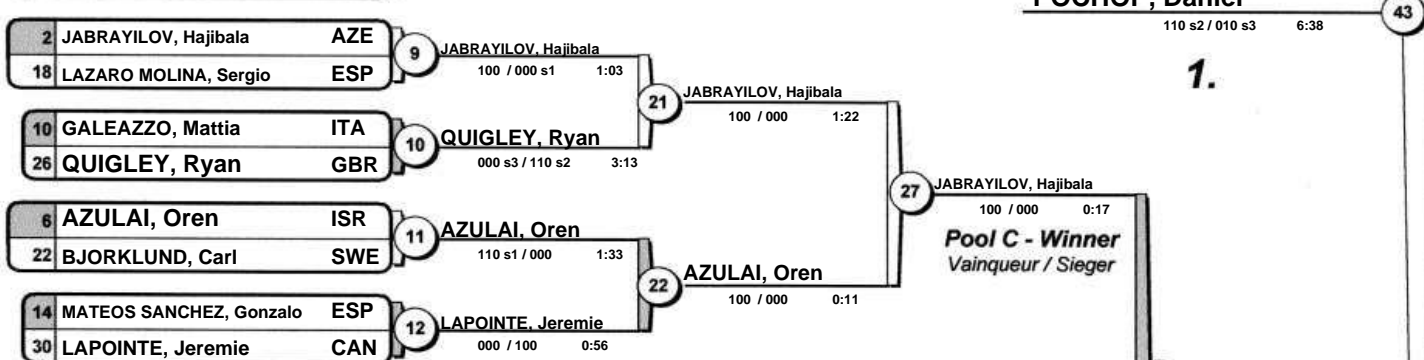 110 s2 / 010 s3 6:38
43
1.
2 JABRAYILOV, Hajibala AZE
18 LAZARO MOLINA, Sergio ESP
9
JABRAYILOV, Hajibala
100 / 000 s1 1:03
10 GALEAZZO, Mattia ITA
26 QUIGLEY, Ryan GBR
10
QUIGLEY, Ryan
000 s3 / 110 s2 3:13
21
JABRAYILOV, Hajibala
100 / 000 1:22
6 AZULAI, Oren ISR
22 BJORKLUND, Carl SWE
11
AZULAI, Oren
110 s1 / 000 1:33
14 MATEOS SANCHEZ, Gonzalo ESP
30 LAPOINTE, Jeremie CAN
12
LAPOINTE, Jeremie
000 / 100 0:56
22
AZULAI, Oren
100 / 000 0:11
27
JABRAYILOV, Hajibala
100 / 000 0:17
Pool C - Winner
Vainqueur / Sieger